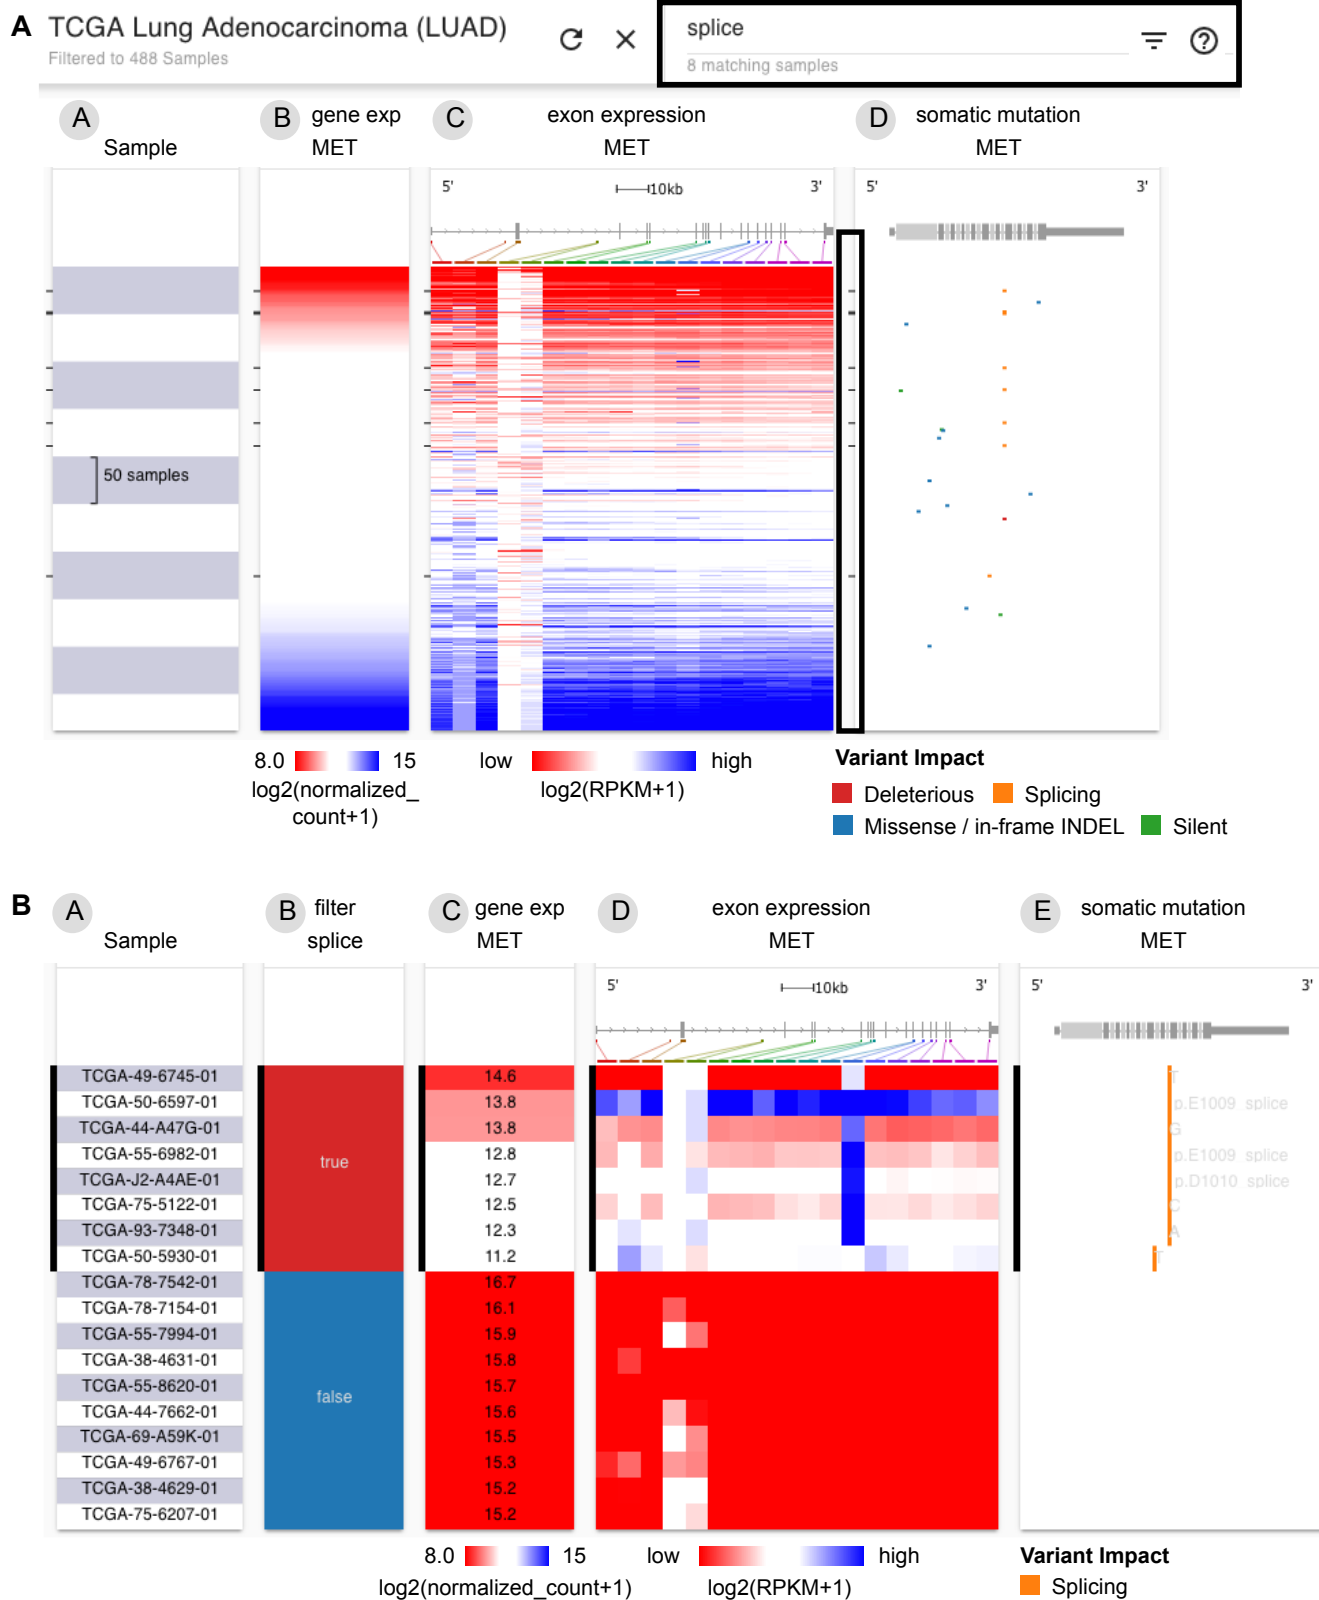 A TCGA Lung Adenocarcinoma (LUAD)
Filtered to 488 Samples
splice
8 matching samples
A Sample
B gene exp MET
C exon expression MET
D somatic mutation MET
5' 10kb 3'
5' 3'
50 samples
8.0 15
log2(normalized_
count+1)
low high
log2(RPKM+1)
Variant Impact
Deleterious Splicing
Missense / in-frame INDEL Silent
B
A Sample
B filter splice
C gene exp MET
D exon expression MET
E somatic mutation MET
5' 10kb 3'
5' 3'
TCGA-49-6745-01 14.6 T
TCGA-50-6597-01 13.8 p.E1009_splice
TCGA-44-A47G-01 13.8 G
TCGA-55-6982-01 12.8 p.E1009_splice
true
TCGA-J2-A4AE-01 12.7 p.D1010_splice
TCGA-75-5122-01 12.5 C
TCGA-93-7348-01 12.3 A
TCGA-50-5930-01 11.2 T
TCGA-78-7542-01 16.7
TCGA-78-7154-01 16.1
TCGA-55-7994-01 15.9
TCGA-38-4631-01 15.8
TCGA-55-8620-01 15.7
false
TCGA-44-7662-01 15.6
TCGA-69-A59K-01 15.5
TCGA-49-6767-01 15.3
TCGA-38-4629-01 15.2
TCGA-75-6207-01 15.2
8.0 15
log2(normalized_count+1)
low high
log2(RPKM+1)
Variant Impact
Splicing